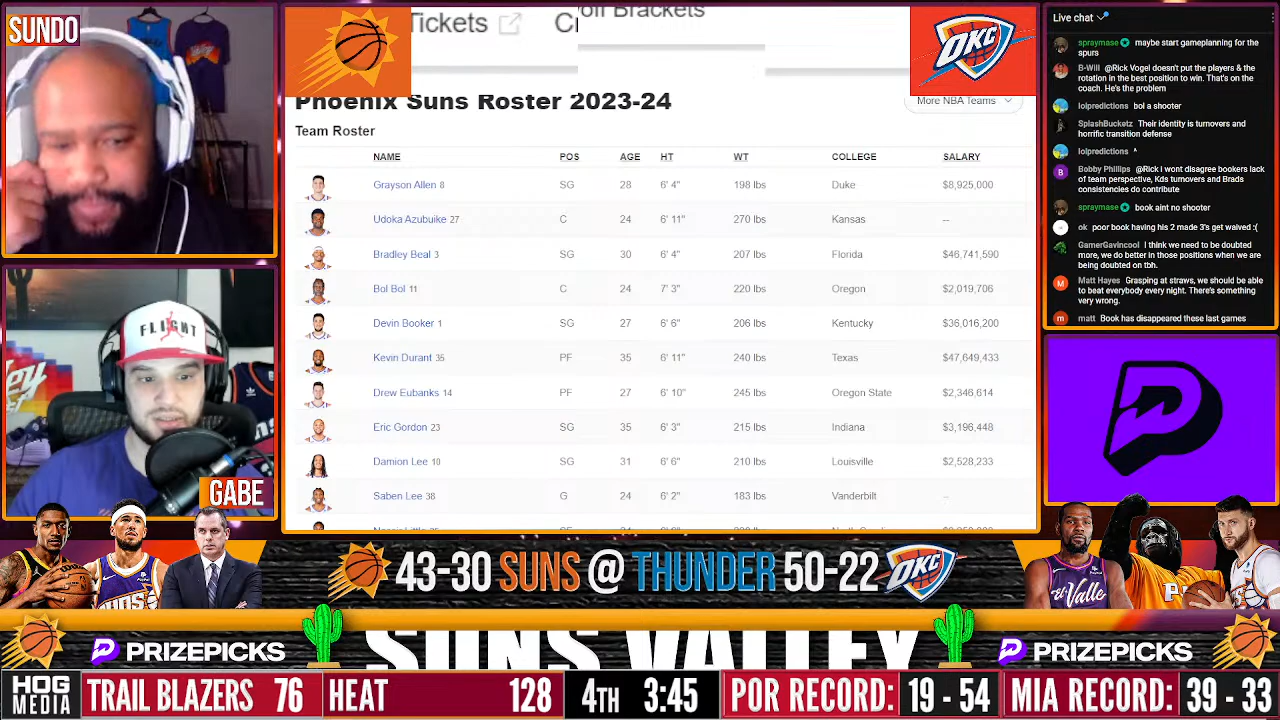 SUNDO
Tickets
Phoenix Suns Roster 2023-24
More NBA Teams
Team Roster
NAME POS AGE HT WT COLLEGE SALARY
Grayson Allen 8 SG 28 6' 4" 198 lbs Duke $8,925,000
Udoka Azubuike 27 C 24 6' 11" 270 lbs Kansas --
Bradley Beal 3 SG 30 6' 4" 207 lbs Florida $46,741,590
Bol Bol 11 C 24 7' 3" 220 lbs Oregon $2,019,706
Devin Booker 1 SG 27 6' 6" 206 lbs Kentucky $36,016,200
Kevin Durant 35 PF 35 6' 11" 240 lbs Texas $47,649,433
Drew Eubanks 14 PF 27 6' 10" 245 lbs Oregon State $2,346,614
Eric Gordon 23 SG 35 6' 3" 215 lbs Indiana $3,196,448
Damion Lee 10 SG 31 6' 6" 210 lbs Louisville $2,528,233
Saben Lee 38 G 24 6' 2" 183 lbs Vanderbilt --
OKC
Live chat
spraymase maybe start gameplanning for the
spurs
B-Will @Rick Vogel doesn't put the players & the
rotation in the best position to win. That's on the
coach. He's the problem
lolpredictions bol a shooter
SplashBucketz Their identity is turnovers and
horrific transition defense
lolpredictions ^
Bobby Phillips @Rick I wont disagree bookers lack
of team perspective, Kds turnovers and Brads
consistencies do contribute
spraymase book aint no shooter
ok poor book having his 2 made 3's get waived :(
GamerGavincool I think we need to be doubted
more, we do better in those positions when we
are being doubted on tbh.
Matt Hayes Grasping at straws, we should be able
to beat everybody every night. There's something
very wrong.
matt Book has disappeared these last games
FLIGHT
GABE
43-30 SUNS @ THUNDER 50-22
OKC
SUNS
Valle
PRIZEPICKS
SUNS VALLEY
PRIZEPICKS
HOG
MEDIA
TRAIL BLAZERS 76 HEAT 128 4TH 3:45 POR RECORD: 19 - 54 MIA RECORD: 39 - 33